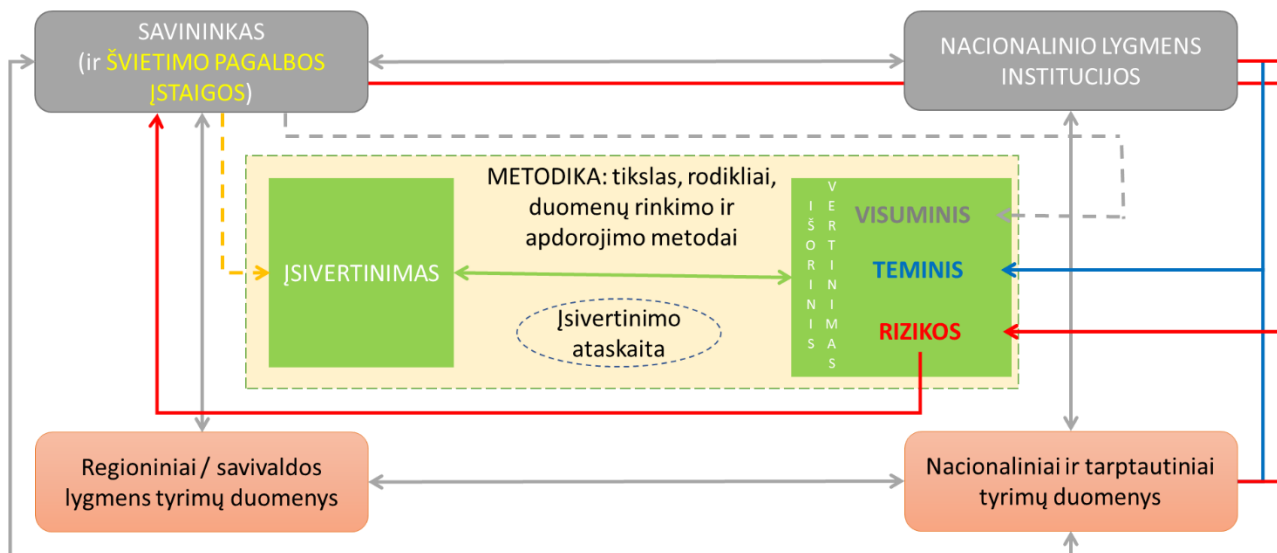 SAVININKAS
(ir ŠVIETIMO PAGALBOS
ĮSTAIGOS)
NACIONALINIO LYGMENS
INSTITUCIJOS
METODIKA: tikslas, rodikliai,
duomenų rinkimo ir
apdorojimo metodai
ĮSIVERTINIMAS
Įsivertinimo
ataskaita
IŠORINIS
VERTINIMAS
VISUMINIS
TEMINIS
RIZIKOS
Regioniniai / savivaldos
lygmens tyrimų duomenys
Nacionaliniai ir tarptautiniai
tyrimų duomenys